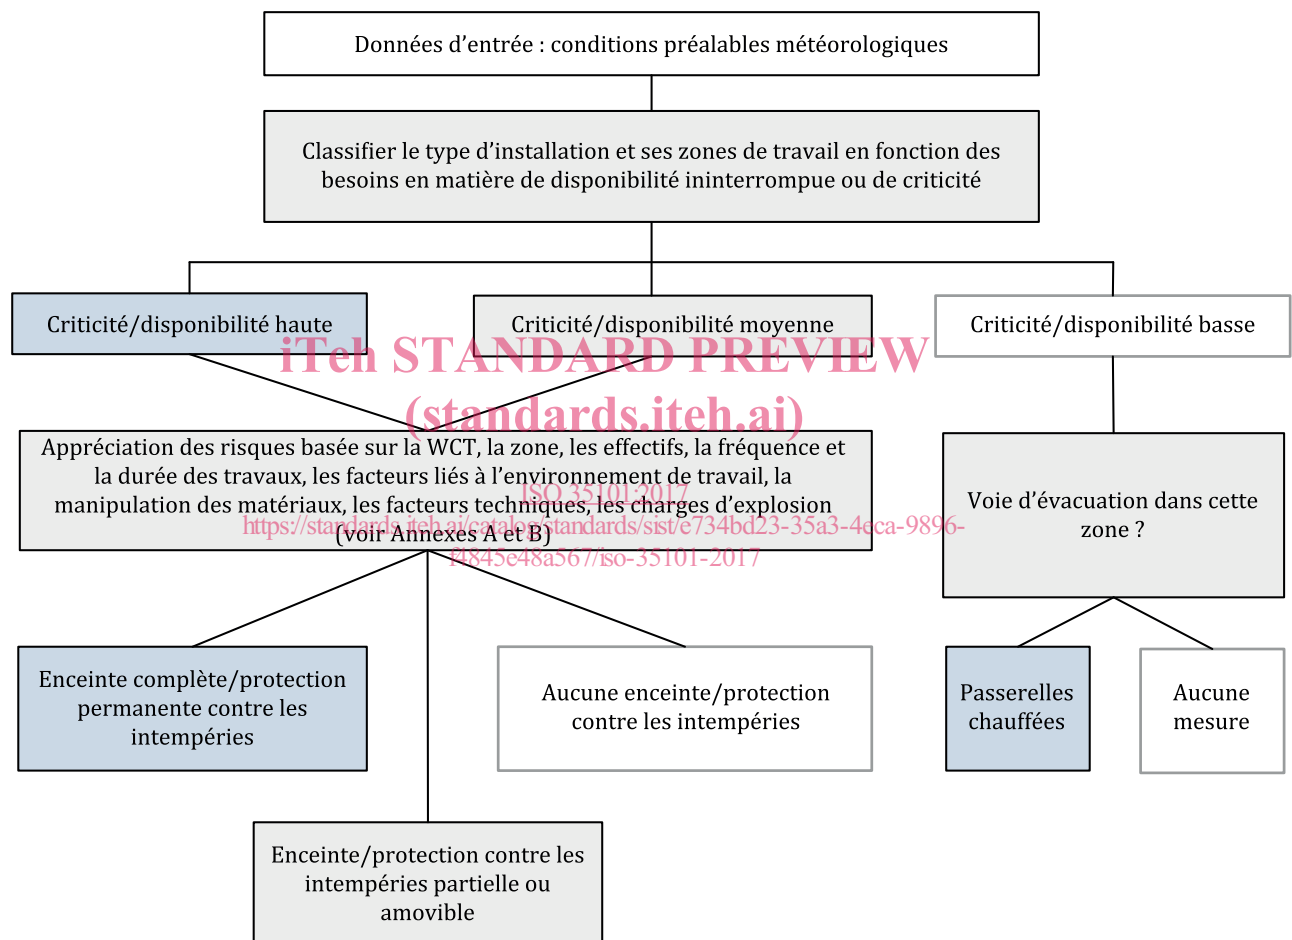 Données d’entrée : conditions préalables météorologiques
Classifier le type d’installation et ses zones de travail en fonction des
besoins en matière de disponibilité ininterrompue ou de criticité
Criticité/disponibilité haute
Criticité/disponibilité moyenne
Criticité/disponibilité basse
iTeh STANDARD PREVIEW
(standards.iteh.ai)
Appréciation des risques basée sur la WCT, la zone, les effectifs, la fréquence et
la durée des travaux, les facteurs liés à l’environnement de travail, la
manipulation des matériaux, les facteurs techniques, les charges d’explosion
(voir Annexes A et B)
ISO 35101:2017
https://standards.iteh.ai/catalog/standards/sist/e734bd23-35a3-4eca-9896-
f4845e48a567/iso-35101-2017
Voie d’évacuation dans cette
zone ?
Enceinte complète/protection
permanente contre les
intempéries
Aucune enceinte/protection
contre les intempéries
Passerelles
chauffées
Aucune
mesure
Enceinte/protection contre les
intempéries partielle ou
amovible